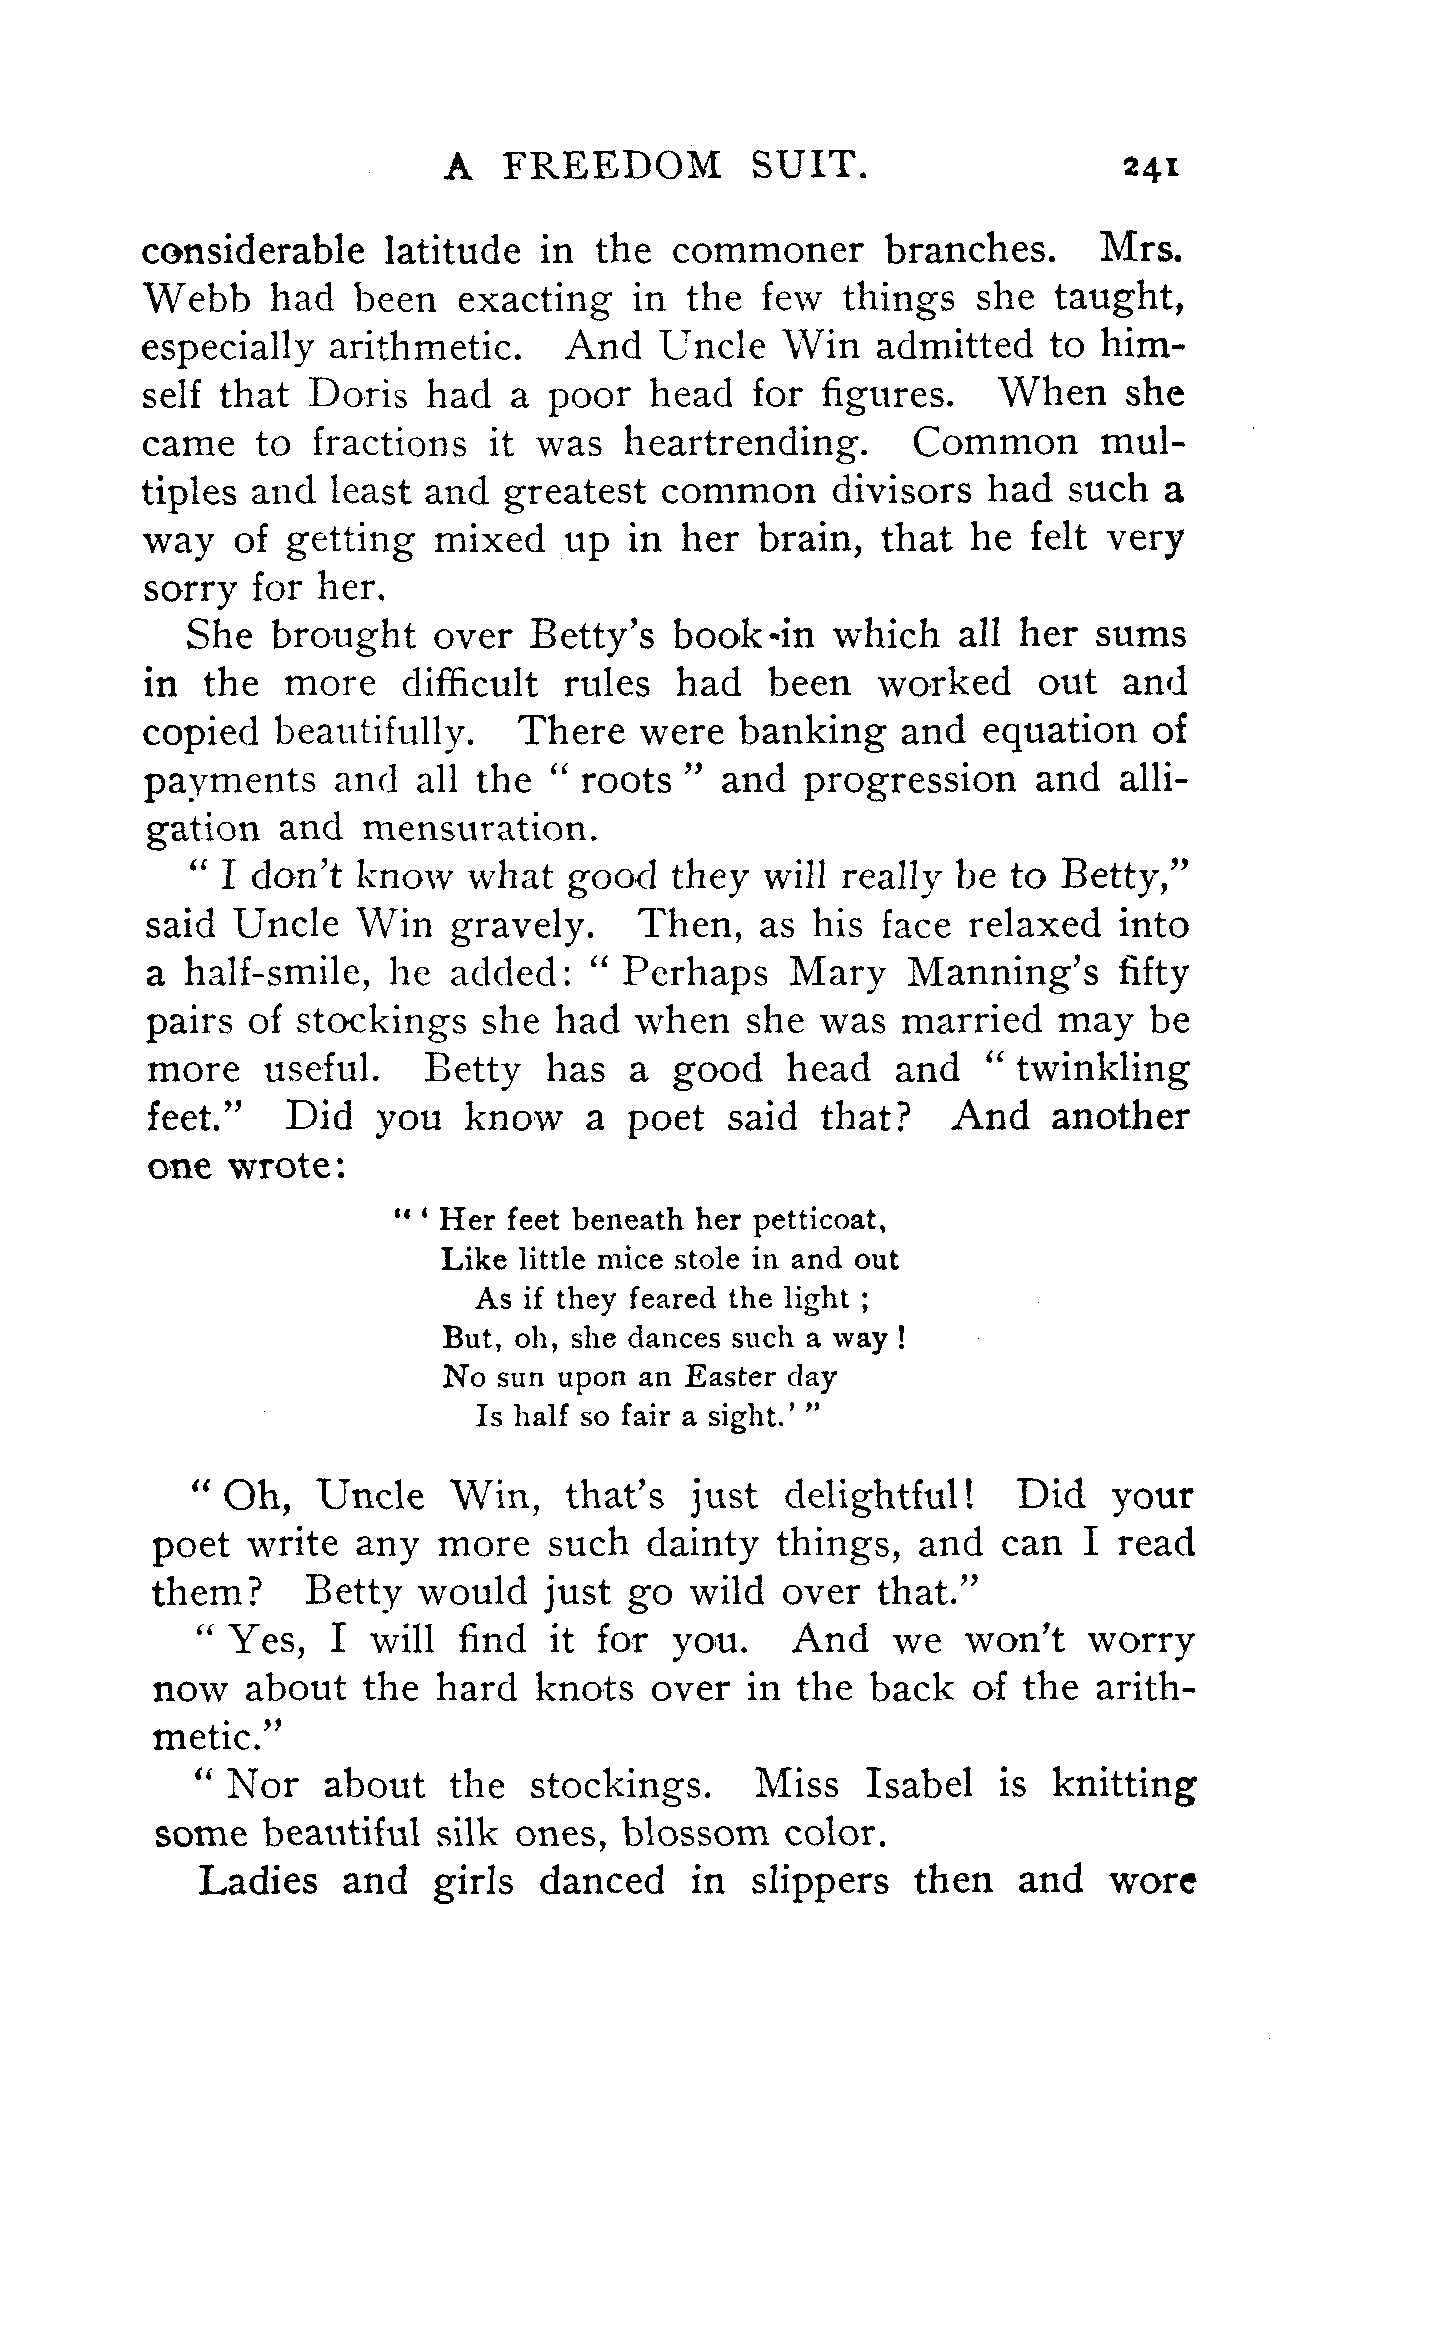 A FREEDOM SUIT. 241
considerable latitude in the commoner branches. Mrs.
Webb had been exacting in the few things she taught,
especially arithmetic. And Uncle Win admitted to him-
self that Doris had a poor head for figures. When she
came to fractions it was heartrending. Common mul-
tiples and least and greatest common divisors had such a
way of getting mixed up in her brain, that he felt very
sorry for her.
She brought over Betty's book in which all her sums
in the more difficult rules had been worked out and
copied beautifully. There were banking and equation of
payments and all the " roots " and progression and alli-
gation and mensuration.
" I don't know what good they will really be to Betty,"
said Uncle Win gravely. Then, as his face relaxed into
a half-smile, he added: " Perhaps Mary Manning's fifty
pairs of stockings she had when she was married may be
more useful. Betty has a good head and " twinkling
feet." Did you know a poet said that? And another
one wrote:
" ' Her feet beneath her petticoat,
Like little mice stole in and out
As if they feared the light ;
But, oh, she dances such a way !
No sun upon an Easter day
Is half so fair a sight.' "
" Oh, Uncle Win, that's just delightful! Did your
poet write any more such dainty things, and can I read
them? Betty would just go wild over that."
" Yes, I will find it for you. And we won't worry
now about the hard knots over in the back of the arith-
metic."
" Nor about the stockings. Miss Isabel is knitting
some beautiful silk ones, blossom color.
Ladies and girls danced in slippers then and wore